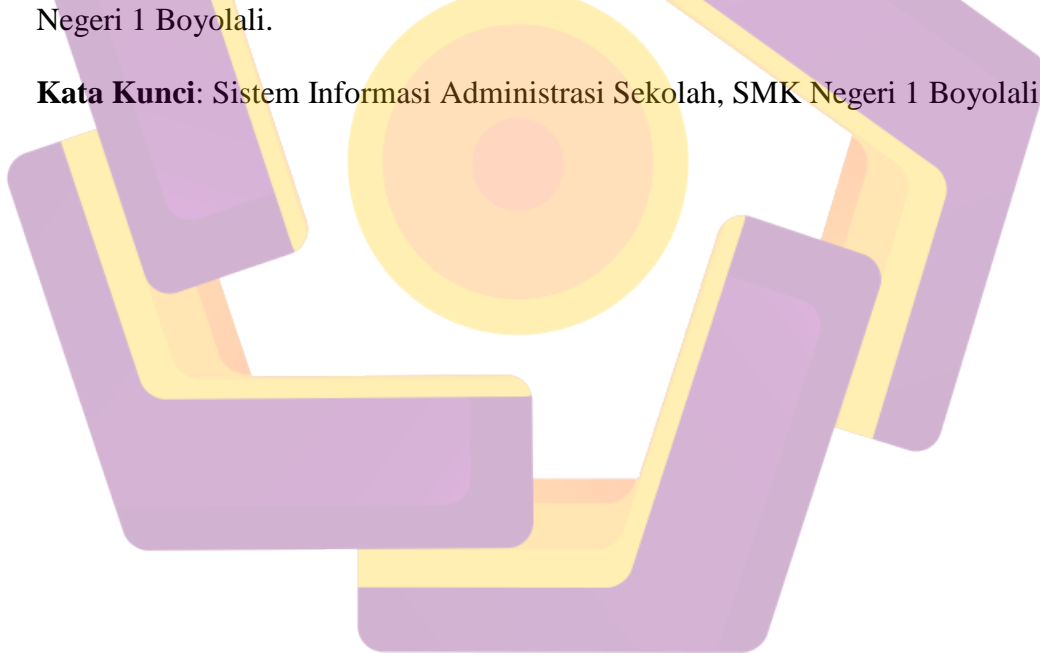 Negeri 1 Boyolali.
Kata Kunci: Sistem Informasi Administrasi Sekolah, SMK Negeri 1 Boyolali